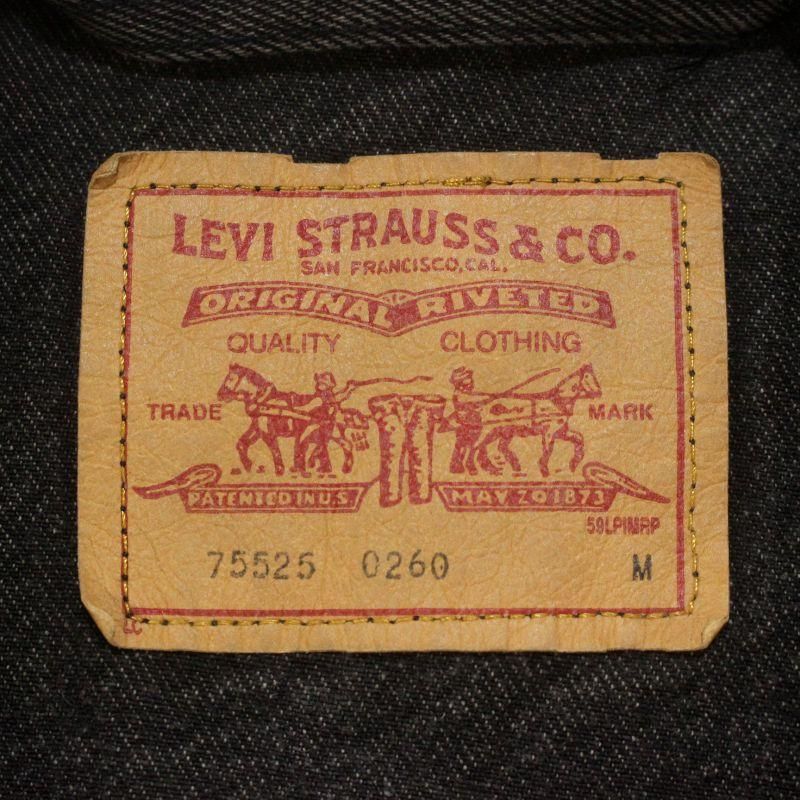 LEVI STRAUSS & CO.
SAN FRANCISCO, CAL.
ORIGINAL RIVETED
QUALITY CLOTHING
TRADE MARK
PATENTED IN U.S. MAY 20 1873
75525 0260 M